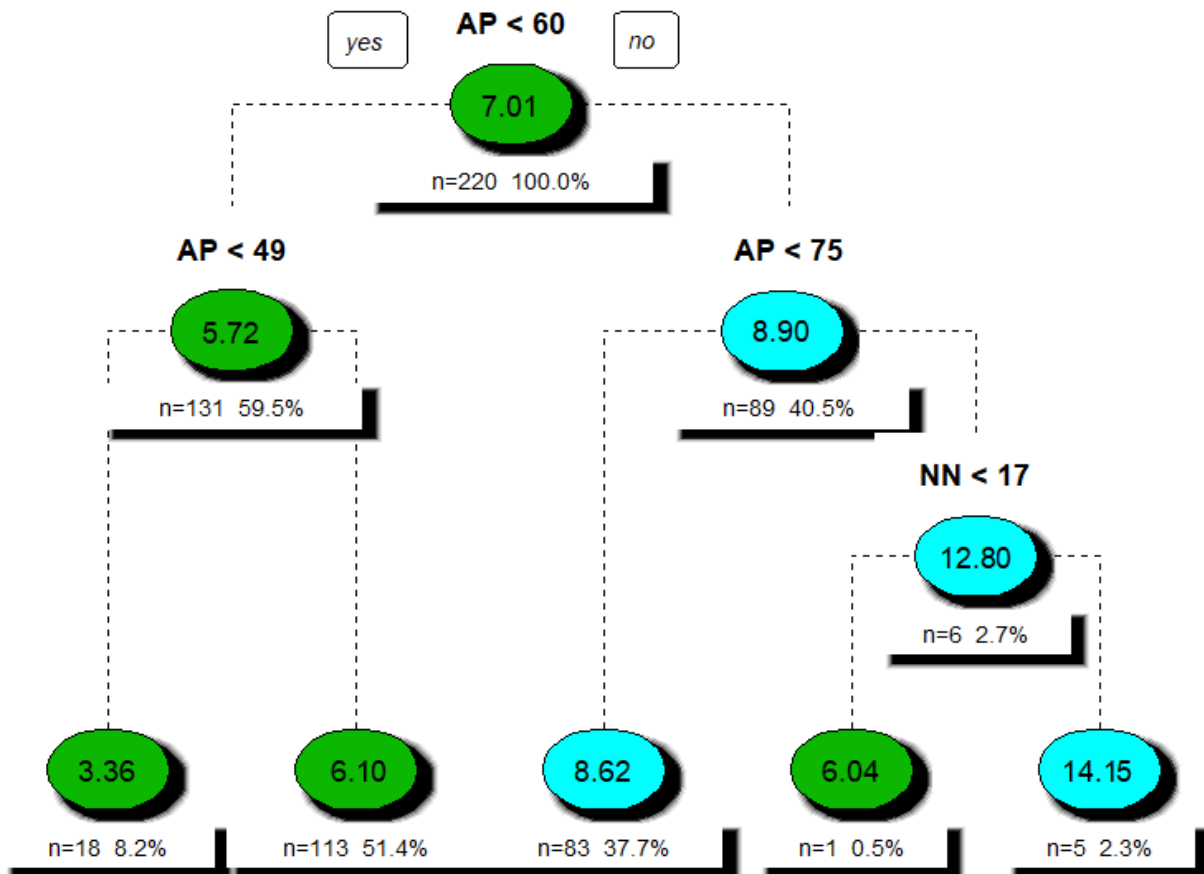 AP < 60
yes
no
7.01
n=220 100.0%
AP < 49
AP < 75
5.72
8.90
n=131 59.5%
n=89 40.5%
NN < 17
12.80
n=6 2.7%
3.36
6.10
8.62
6.04
14.15
n=18 8.2%
n=113 51.4%
n=83 37.7%
n=1 0.5%
n=5 2.3%